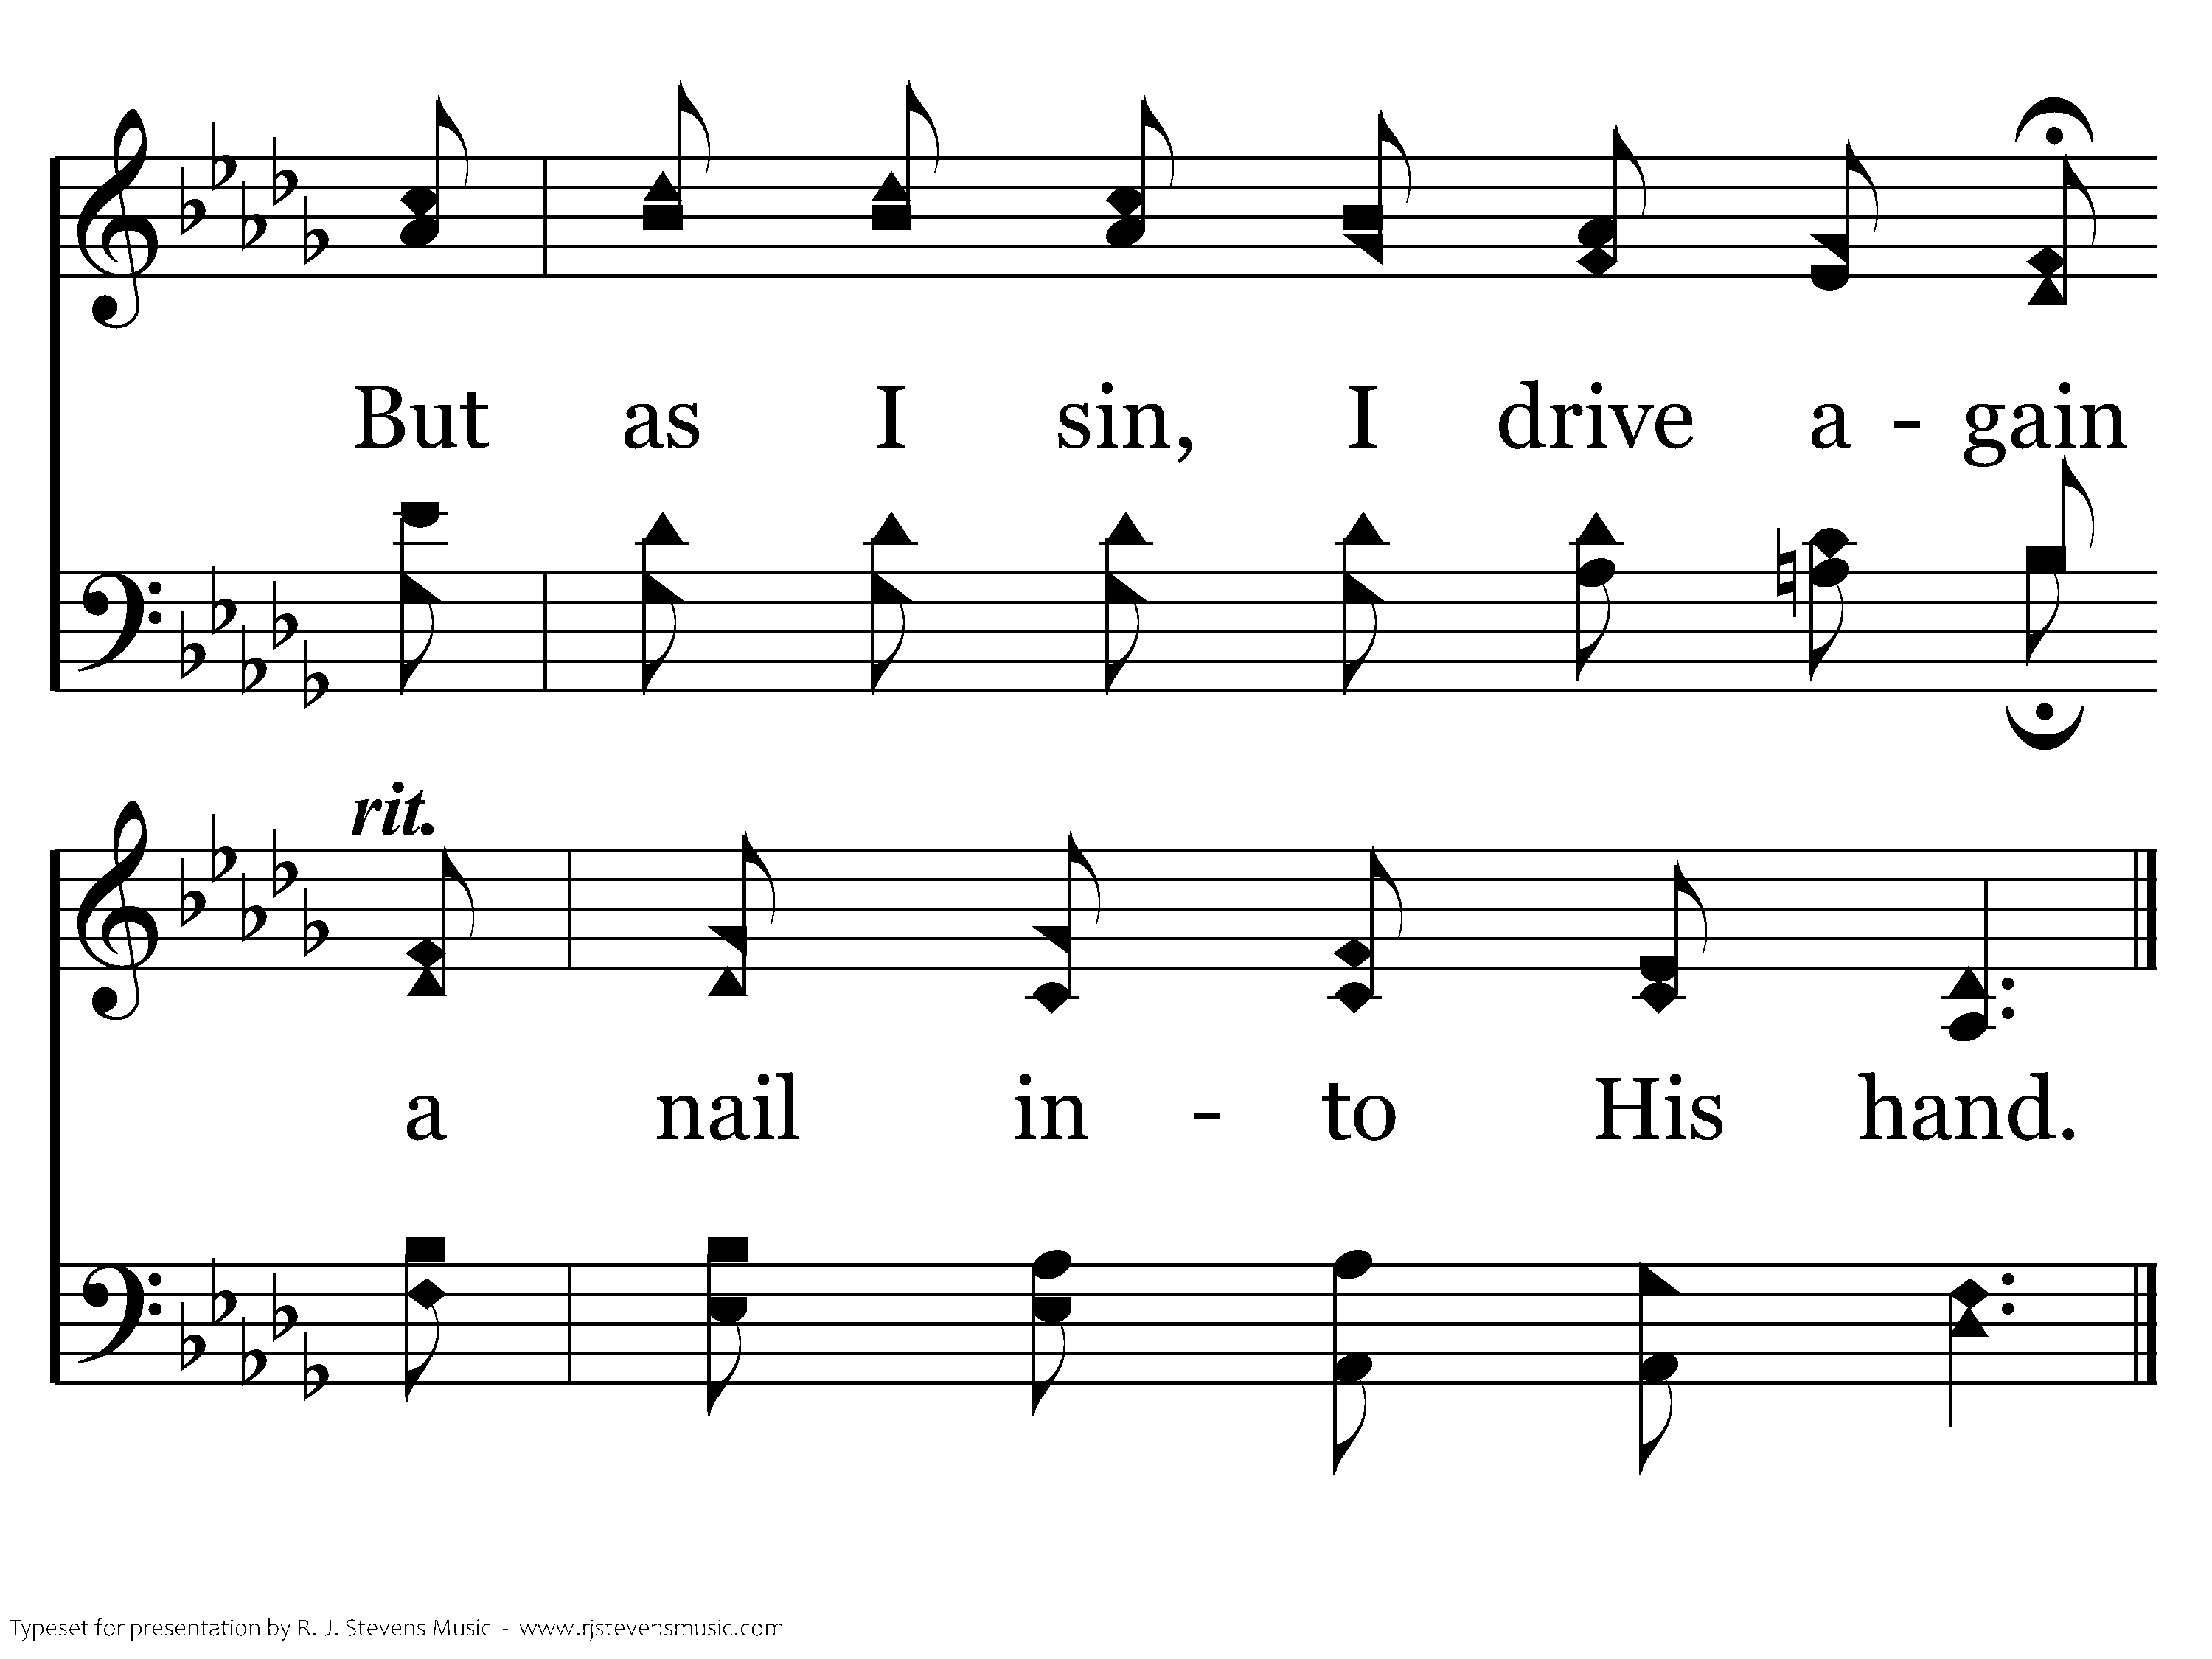 But as I sin, I drive a - gain
rit.
a nail in - to His hand.
Typeset for presentation by R. J. Stevens Music - www.rjstevensmusic.com